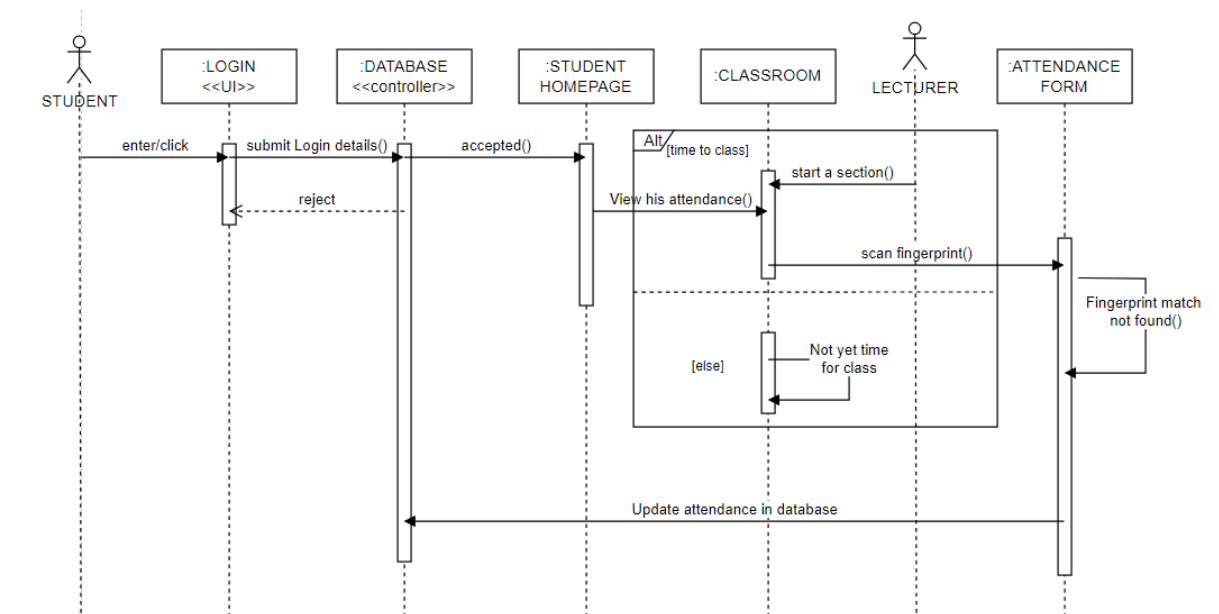 STUDENT
:LOGIN
<<UI>>
:DATABASE
<<controller>>
:STUDENT
HOMEPAGE
:CLASSROOM
LECTURER
:ATTENDANCE
FORM
enter/click
submit Login details()
accepted()
Alt
[time to class]
start a section()
reject
View his attendance()
scan fingerprint()
Fingerprint match
not found()
[else]
Not yet time
for class
Update attendance in database